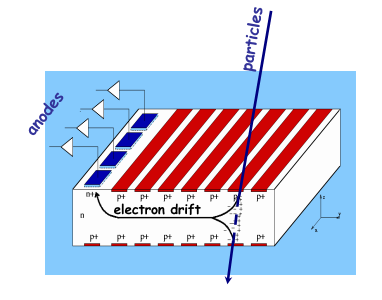 particles
anodes
n+ p+ p+ p+ p+ p+ p+ p+
electron drift
n
p+ p+ p+ p+ p+ p+ p+